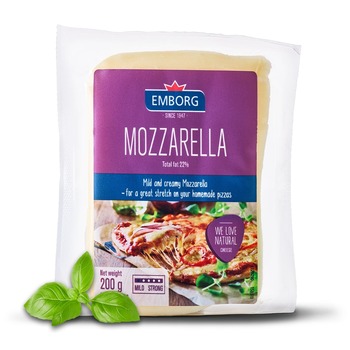 EMBORG
SINCE 1947
MOZZARELLA
Total fat 22%
Mild and creamy Mozzarella
- for a great stretch on your homemade pizzas
WE LOVE
NATURAL
CHEESE
Net weight
200 g
MILD STRONG